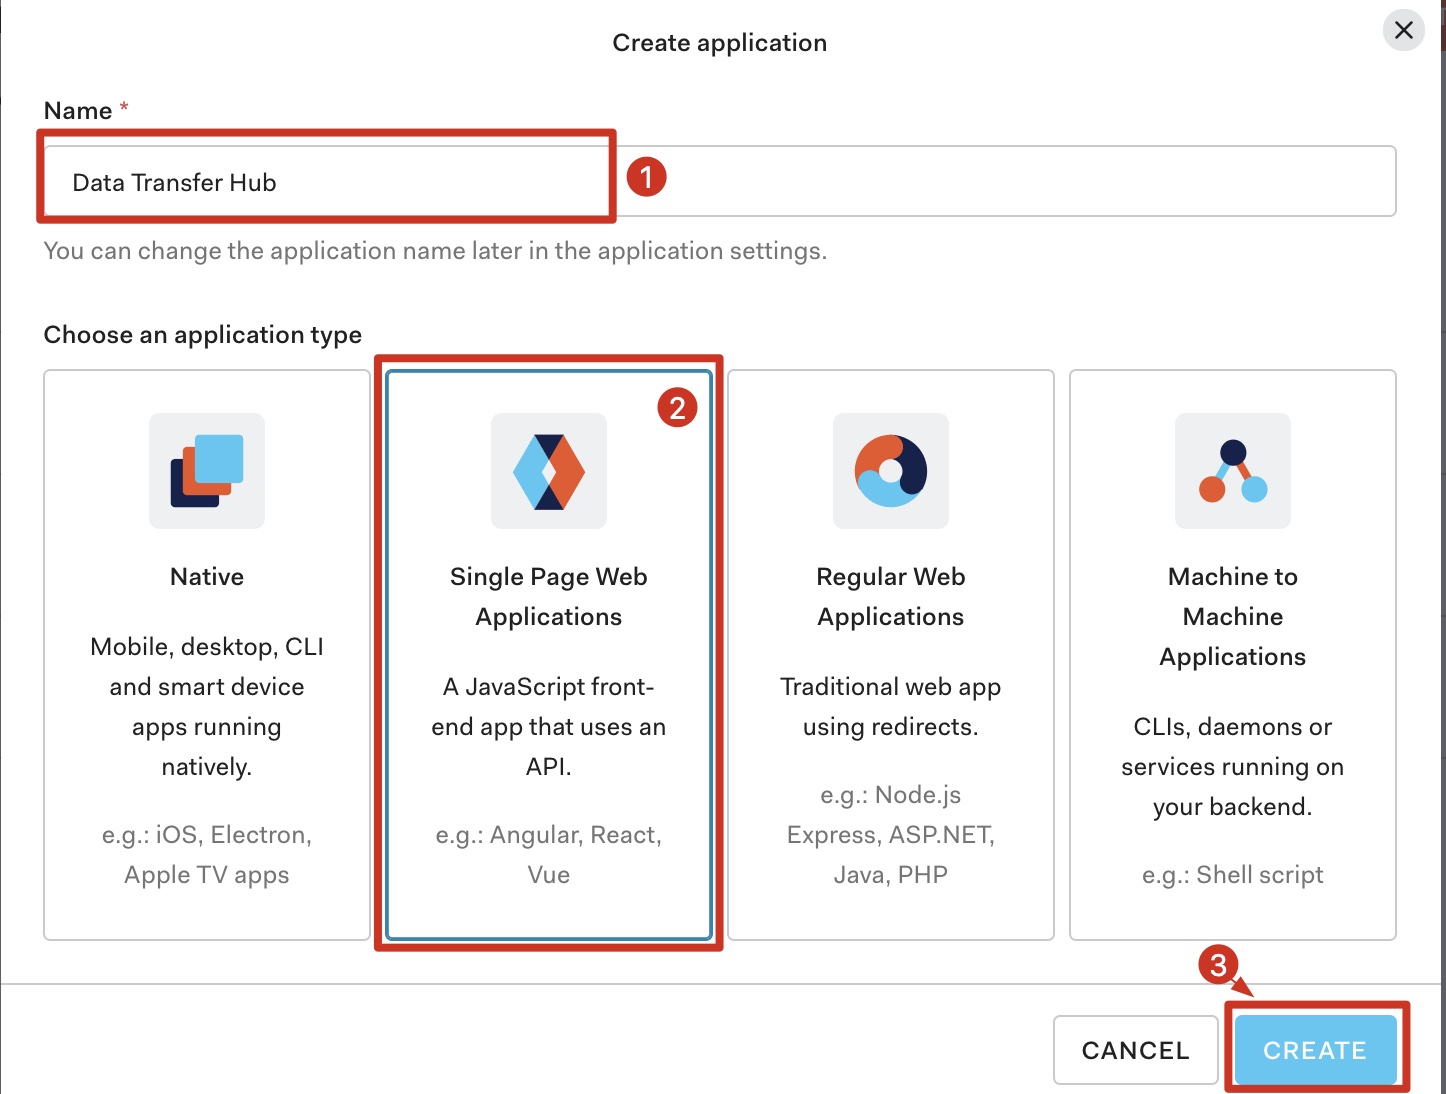 Create application
Name *
Data Transfer Hub
1
You can change the application name later in the application settings.
Choose an application type
2
Native
Mobile, desktop, CLI
and smart device
apps running
natively.
e.g.: iOS, Electron,
Apple TV apps
Single Page Web
Applications
A JavaScript front-
end app that uses an
API.
e.g.: Angular, React,
Vue
Regular Web
Applications
Traditional web app
using redirects.
e.g.: Node.js
Express, ASP.NET,
Java, PHP
Machine to
Machine
Applications
CLIs, daemons or
services running on
your backend.
e.g.: Shell script
3
CANCEL
CREATE